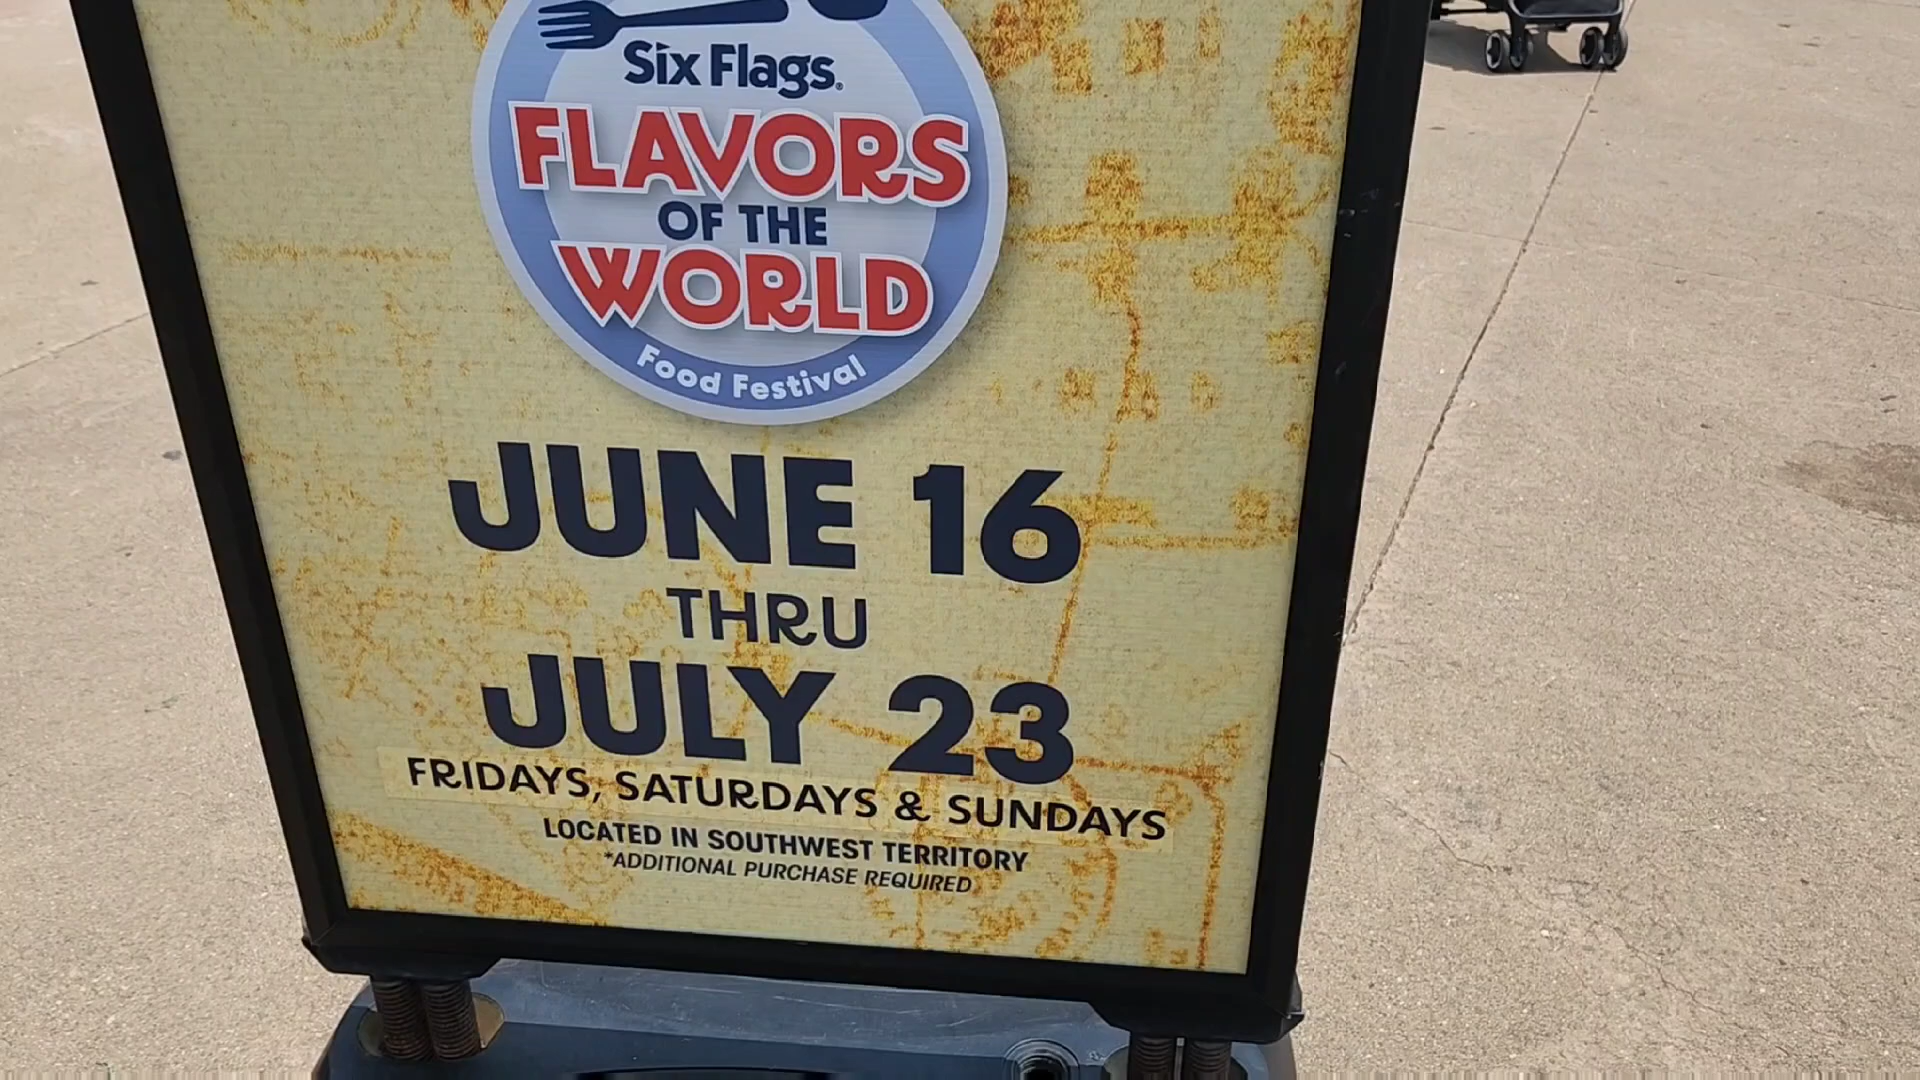 Six Flags®
FLAVORS
OF THE
WORLD
Food Festival
JUNE 16
THRU
JULY 23
FRIDAYS, SATURDAYS & SUNDAYS
LOCATED IN SOUTHWEST TERRITORY
*ADDITIONAL PURCHASE REQUIRED